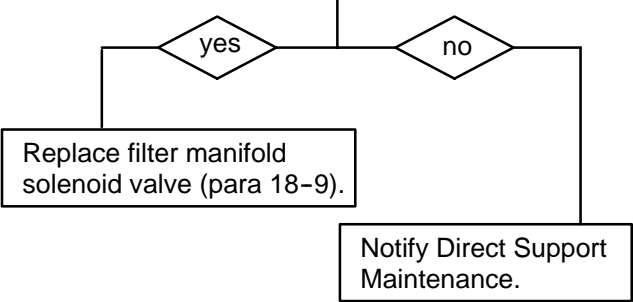 yes
no
Replace filter manifold
solenoid valve (para 18-9).
Notify Direct Support
Maintenance.